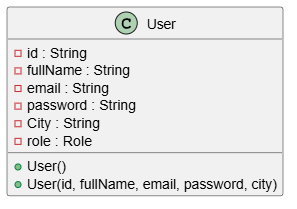 C User
id : String
fullName : String
email : String
password : String
City : String
role : Role
User()
User(id, fullName, email, password, city)